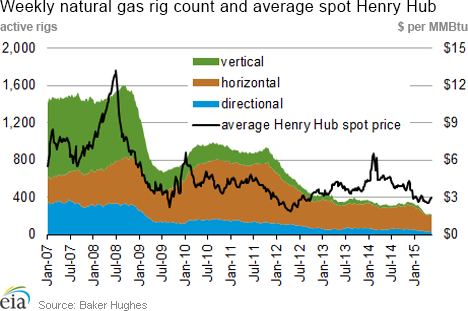 Weekly natural gas rig count and average spot Henry Hub
active rigs $ per MMBtu
vertical
horizontal
directional
average Henry Hub spot price
2,000 $15
1,600 $12
1,200 $9
800 $6
400 $3
0 $0
Jan-07 Jul-07 Jan-08 Jul-08 Jan-09 Jul-09 Jan-10 Jul-10 Jan-11 Jul-11 Jan-12 Jul-12 Jan-13 Jul-13 Jan-14 Jul-14 Jan-15
eia Source: Baker Hughes